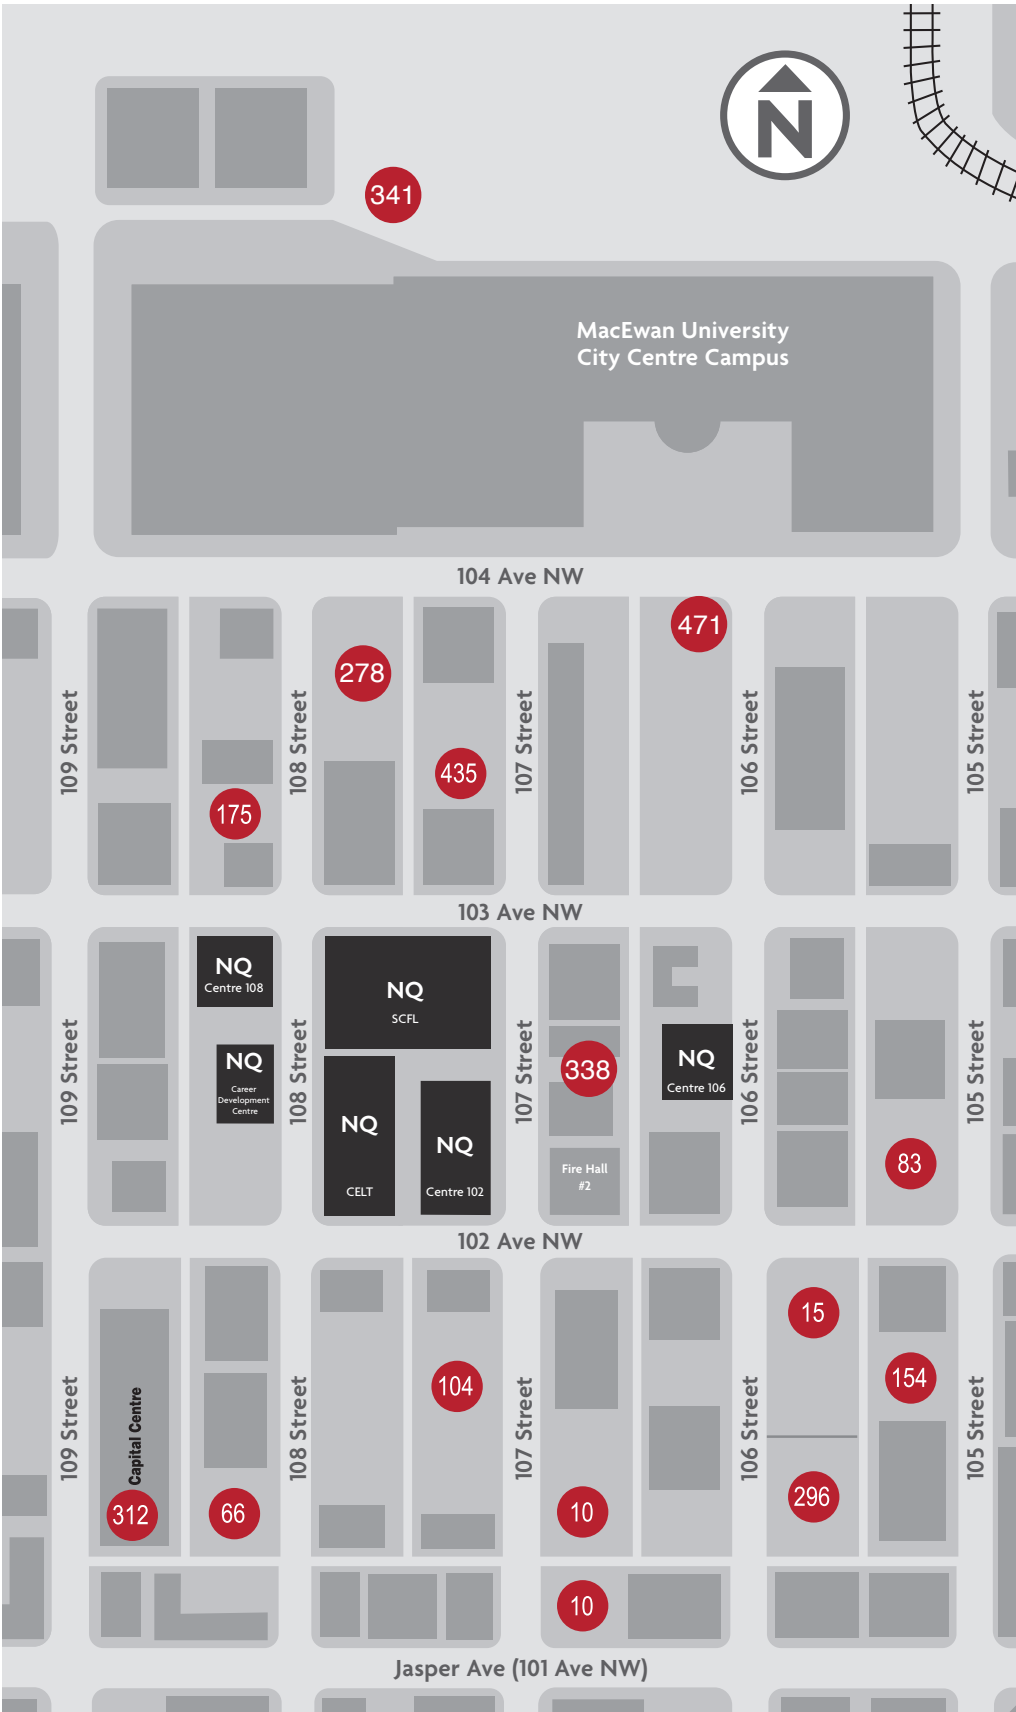 N
341
MacEwan University
City Centre Campus
104 Ave NW
471
278
109 Street
108 Street
107 Street
106 Street
105 Street
435
175
103 Ave NW
NQ
Centre 108
NQ
SCFL
NQ
Career
Development
Centre
109 Street
108 Street
107 Street
106 Street
105 Street
338
NQ
Centre 106
NQ
CELT
NQ
Centre 102
Fire Hall
#2
83
102 Ave NW
15
154
104
109 Street
108 Street
107 Street
106 Street
105 Street
Capital Centre
312
66
10
296
10
Jasper Ave (101 Ave NW)